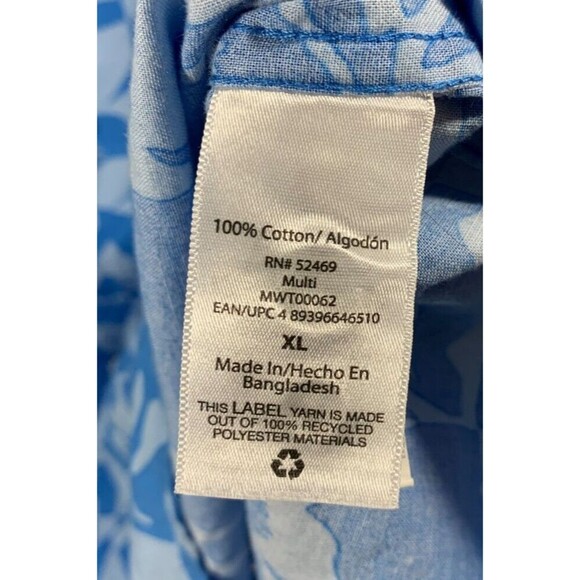 100% Cotton/ Algodón
RN# 52469
Multi
MWT00062
EAN/UPC 4 89396646510
XL
Made In/Hecho En
Bangladesh
THIS LABEL YARN IS MADE
OUT OF 100% RECYCLED
POLYESTER MATERIALS